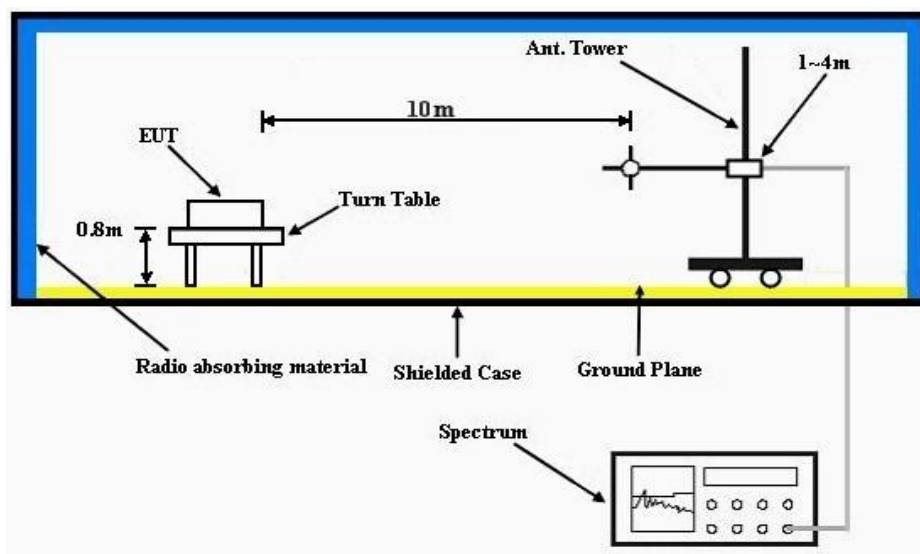 Ant. Tower
1~4m
10m
EUT
Turn Table
0.8m
Radio absorbing material
Shielded Case
Ground Plane
Spectrum